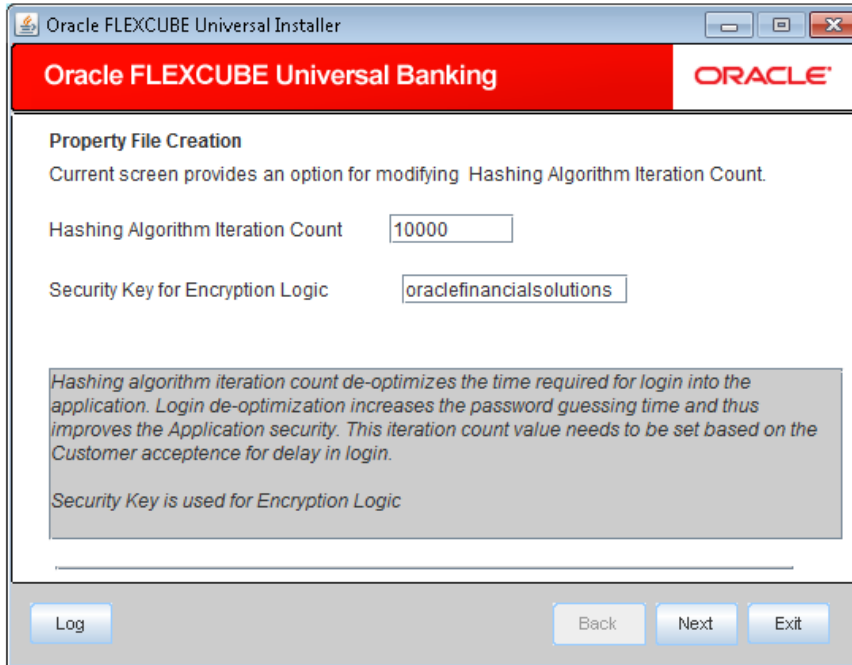 Oracle FLEXCUBE Universal Installer
Oracle FLEXCUBE Universal Banking
ORACLE
Property File Creation
Current screen provides an option for modifying Hashing Algorithm Iteration Count.
Hashing Algorithm Iteration Count 10000
Security Key for Encryption Logic oraclefinancialsolutions
Hashing algorithm iteration count de-optimizes the time required for login into the
application. Login de-optimization increases the password guessing time and thus
improves the Application security. This iteration count value needs to be set based on the
Customer acceptence for delay in login.
Security Key is used for Encryption Logic
Log Back Next Exit